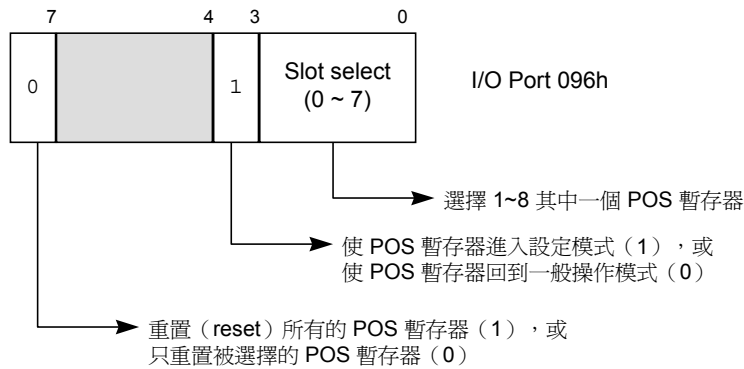 7 4 3 0
0 1 Slot select I/O Port 096h
(0 ~ 7)
選擇 1~8 其中一個 POS 暫存器
使 POS 暫存器進入設定模式（1），或
使 POS 暫存器回到一般操作模式（0）
重置（reset）所有的 POS 暫存器（1），或
只重置被選擇的 POS 暫存器（0）